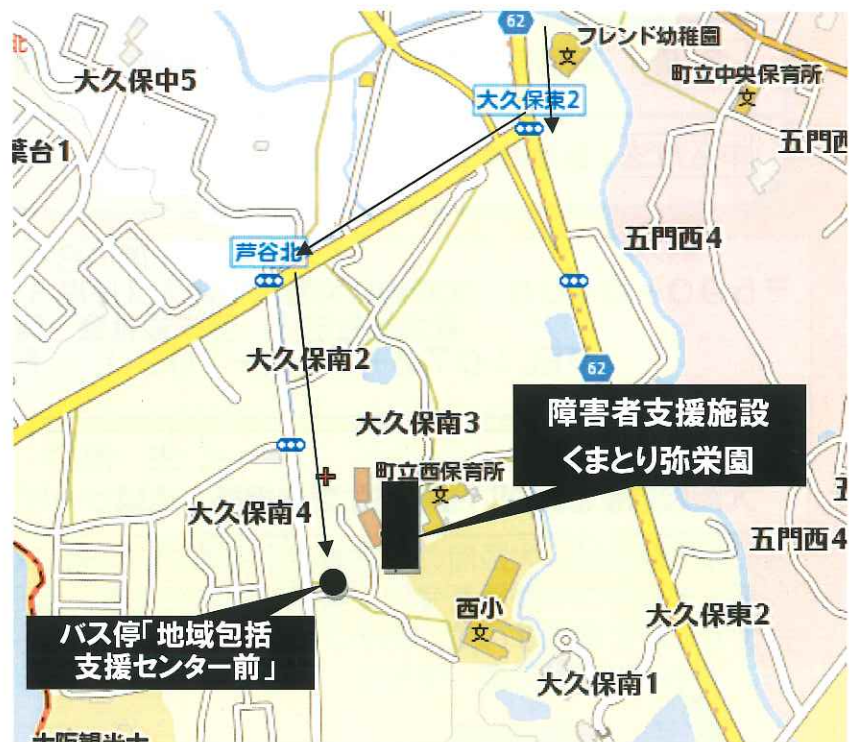 62
フレンド幼稚園
文
町立中央保育所
文
大久保中5
大久保東2
葉台1
五門西
五門西4
芦谷北
大久保南2
62
障害者支援施設
くまとり弥栄園
大久保南3
町立西保育所
文
大久保南4
五門西4
西小
文
大久保東2
バス停「地域包括
支援センター前」
大久保南1
大阪観光大